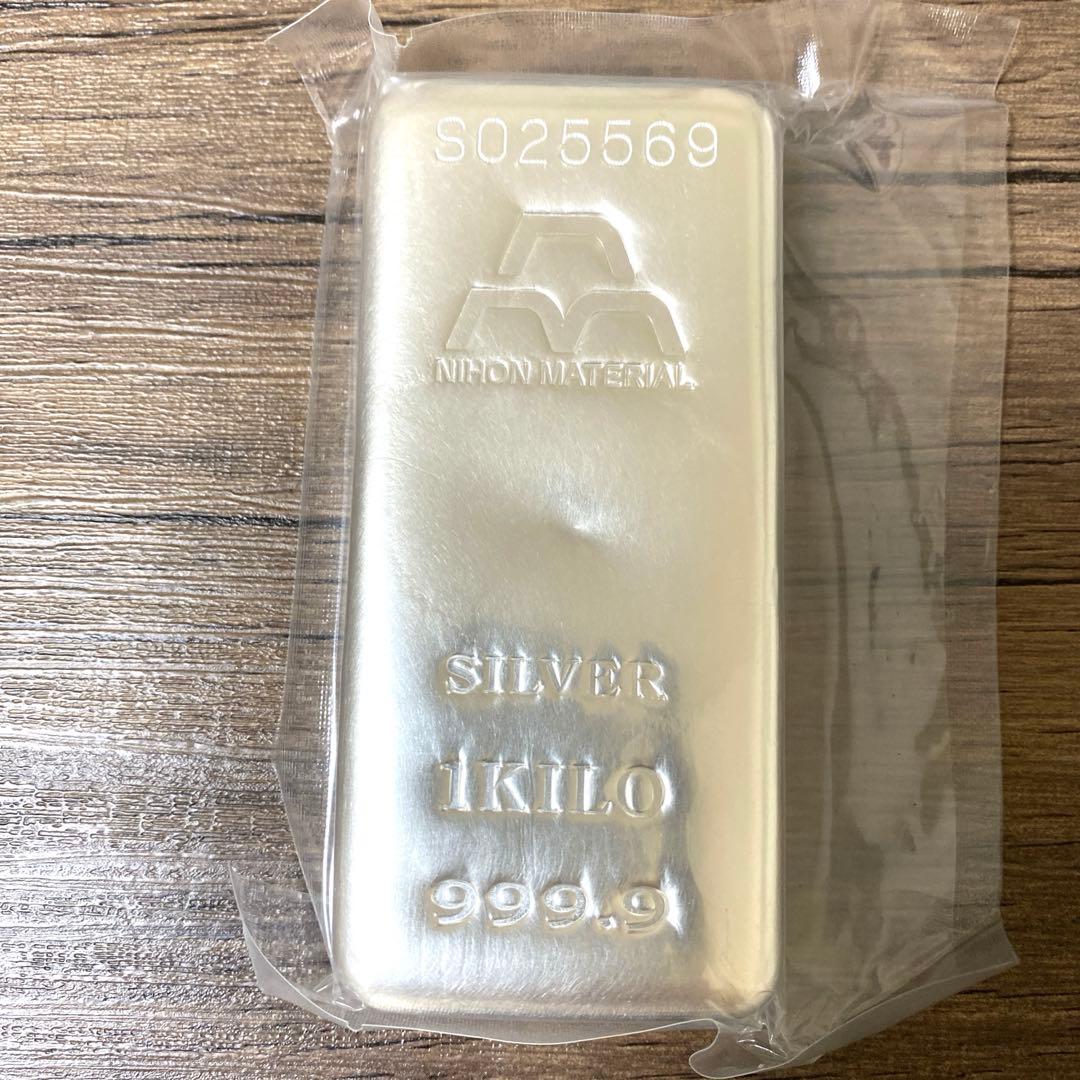 S025569
NIHON MATERIAL
SILVER
1KILO
999.9